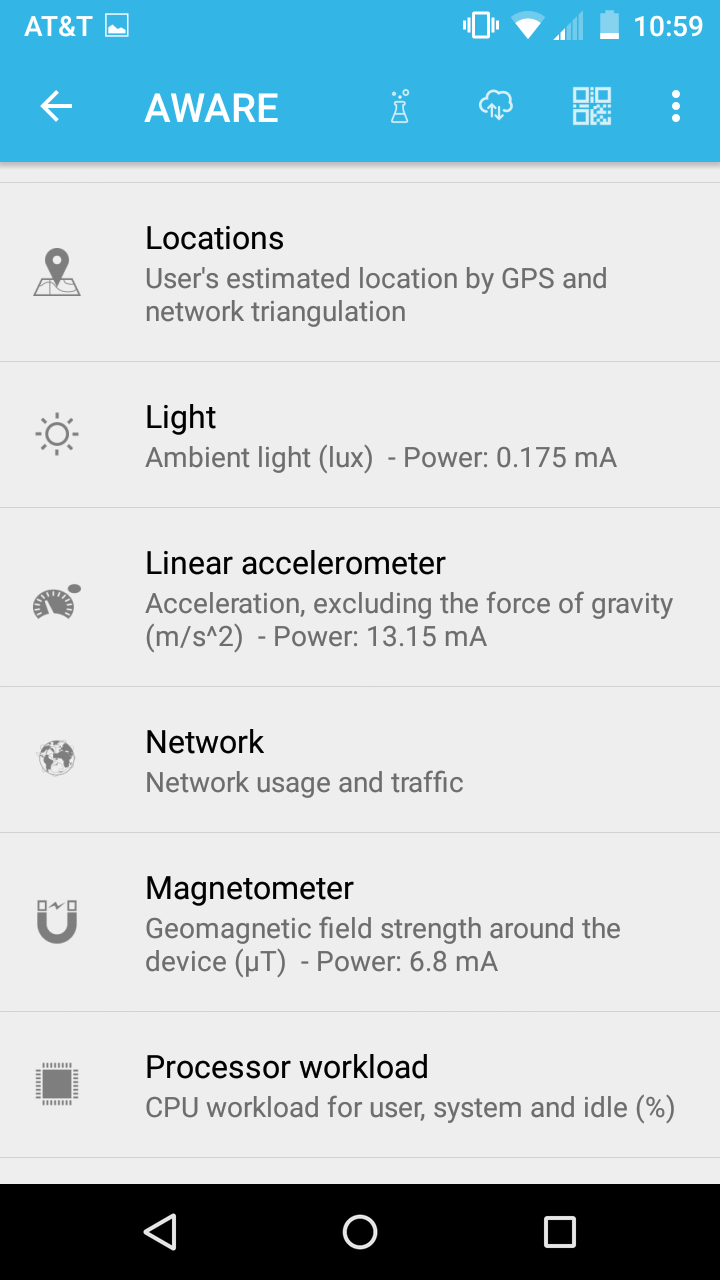 AT&T 10:59
AWARE
Locations
User's estimated location by GPS and
network triangulation
Light
Ambient light (lux)  - Power: 0.175 mA
Linear accelerometer
Acceleration, excluding the force of gravity
(m/s^2)  - Power: 13.15 mA
Network
Network usage and traffic
Magnetometer
Geomagnetic field strength around the
device (μT)  - Power: 6.8 mA
Processor workload
CPU workload for user, system and idle (%)